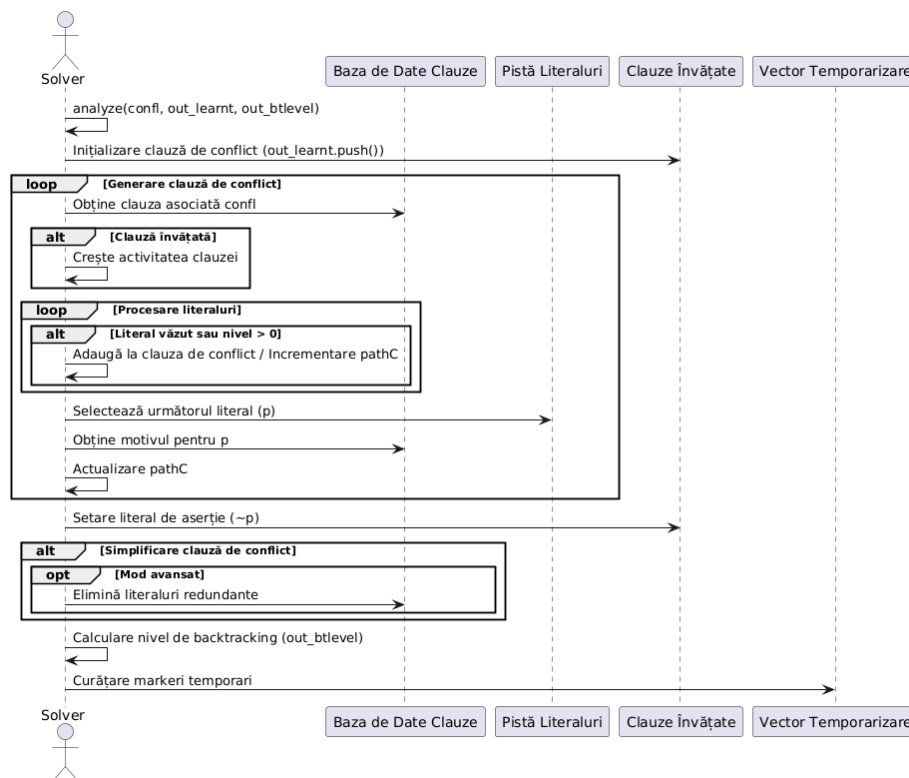 Solver
Baza de Date Clauze
Pistă Literaluri
Clauze Învățate
Vector Temporarizare
analyze(confl, out_learnt, out_btlevel)
Inițializare clauză de conflict (out_learnt.push())
loop [Generare clauză de conflict]
Obține clauza asociată confl
alt [Clauză învățată]
Crește activitatea clauzei
loop [Procesare literaluri]
alt [Literal văzut sau nivel > 0]
Adaugă la clauza de conflict / Incrementare pathC
Selectează următorul literal (p)
Obține motivul pentru p
Actualizare pathC
Setare literal de aserție (~p)
alt [Simplificare clauză de conflict]
opt [Mod avansat]
Elimină literaluri redundante
Calculare nivel de backtracking (out_btlevel)
Curățare markeri temporari
Solver
Baza de Date Clauze
Pistă Literaluri
Clauze Învățate
Vector Temporarizare